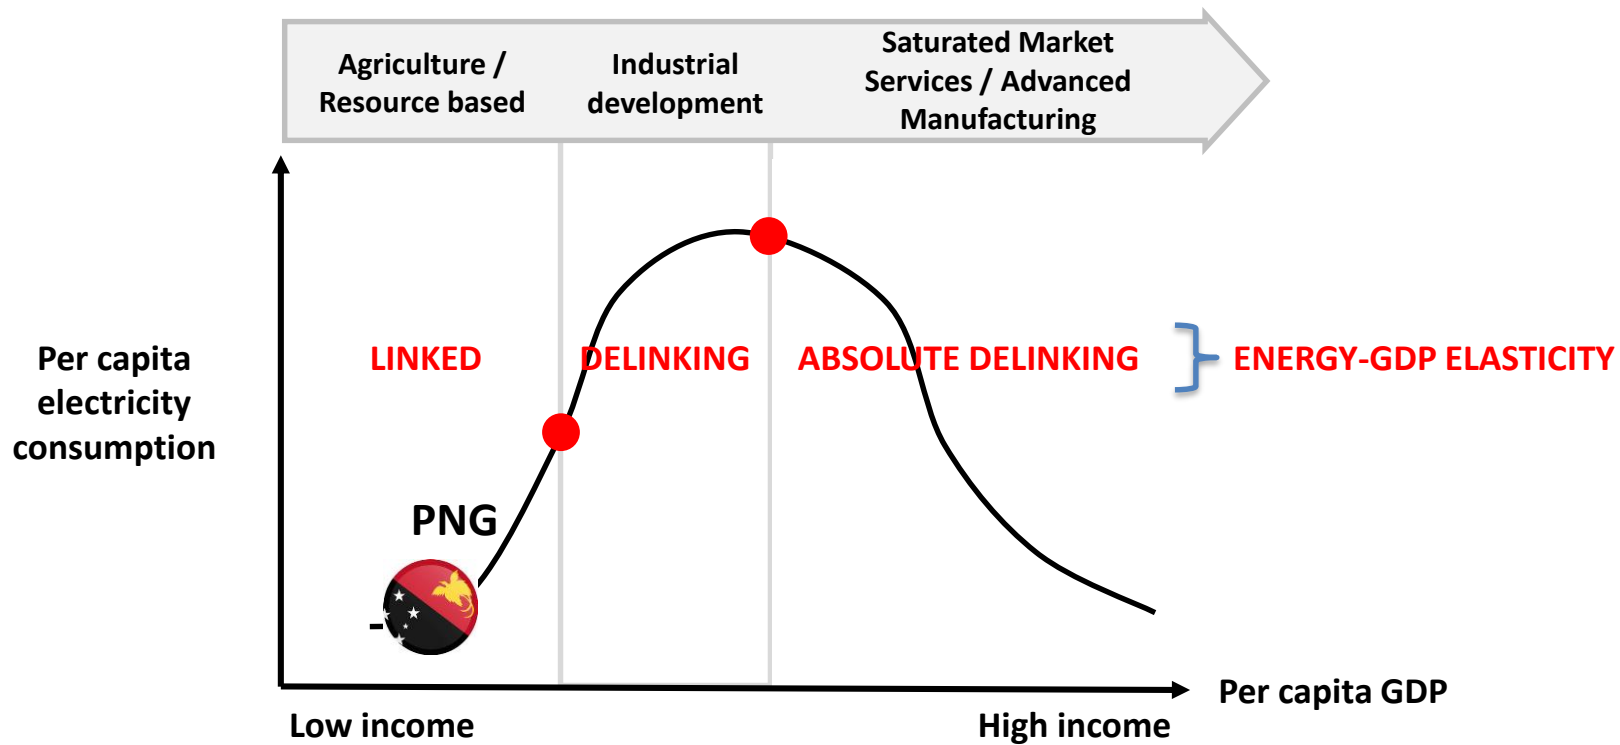 Agriculture /
Resource based
Industrial
development
Saturated Market
Services / Advanced
Manufacturing
Per capita
electricity
consumption
LINKED
DELINKING
ABSOLUTE DELINKING
ENERGY-GDP ELASTICITY
PNG
Per capita GDP
Low income
High income